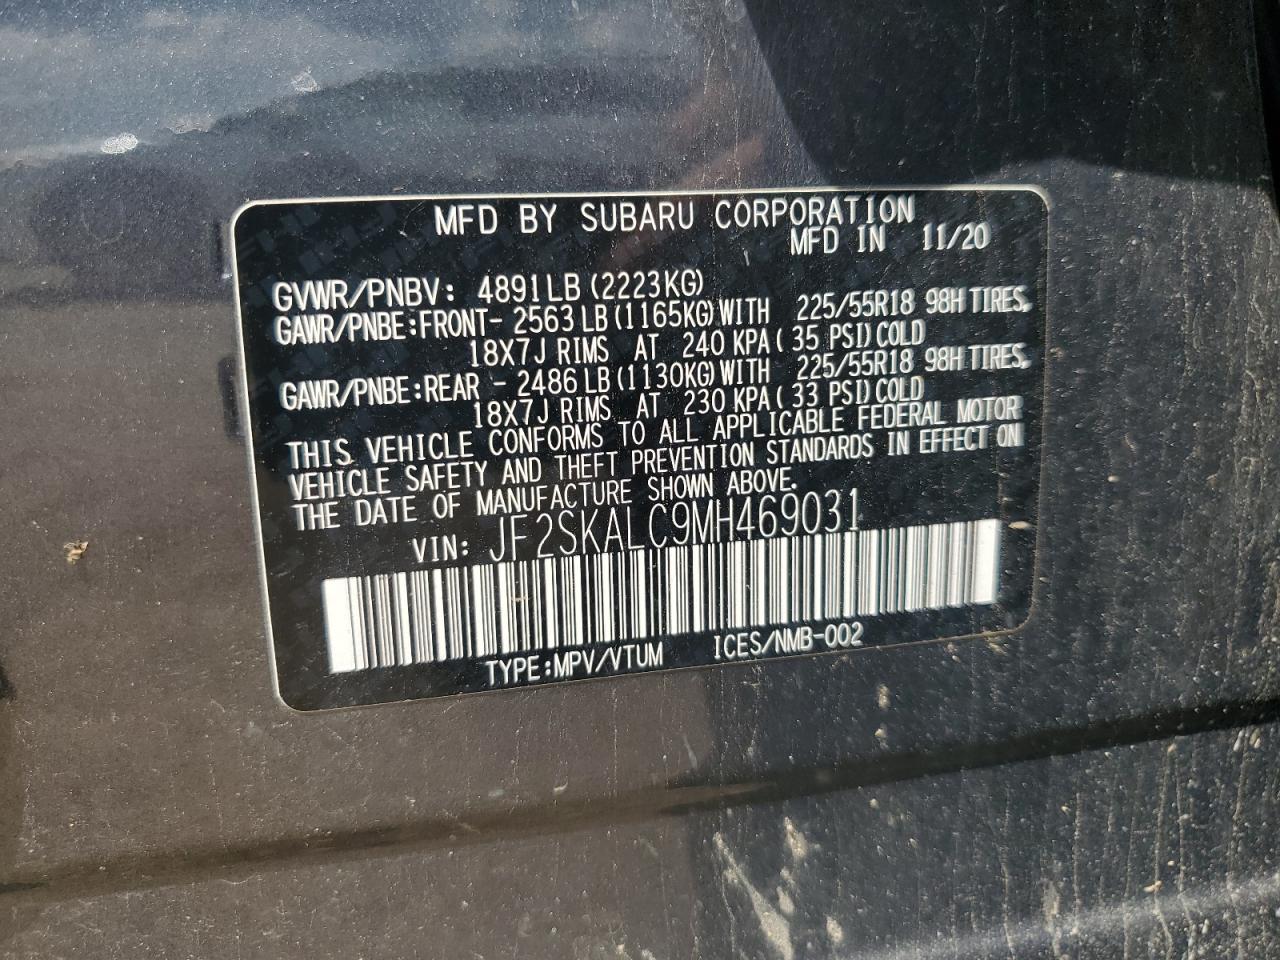 MFD BY SUBARU CORPORATION
MFD IN 11/20
GVWR/PNBV: 4891LB (2223KG)
GAWR/PNBE:FRONT- 2563 LB(1165KG)WITH 225/55R18 98H TIRES,
18X7J RIMS AT 240 KPA( 35 PSI)COLD
GAWR/PNBE:REAR - 2486 LB(1130KG)WITH 225/55R18 98H TIRES,
18X7J RIMS AT 230 KPA( 33 PSI)COLD
THIS VEHICLE CONFORMS TO ALL APPLICABLE FEDERAL MOTOR
VEHICLE SAFETY AND THEFT PREVENTION STANDARDS IN EFFECT ON
THE DATE OF MANUFACTURE SHOWN ABOVE.
VIN: JF2SKALC9MH469031
TYPE:MPV/VTUM ICES/NMB-002